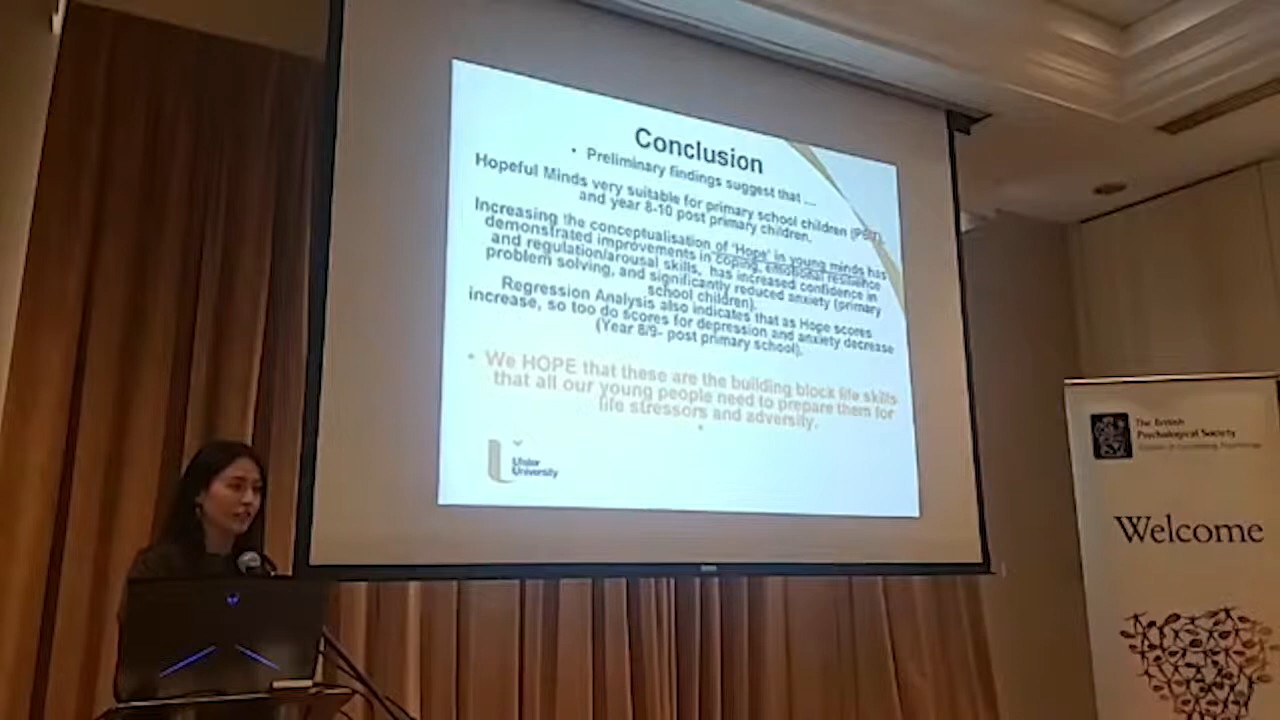 Conclusion
• Preliminary findings suggest that ...
Hopeful Minds very suitable for primary school children (PS7),
and year 8-10 post primary children.
Increasing the conceptualisation of 'Hope' in young minds has
demonstrated improvements in coping, emotional resilience
and regulation/arousal skills, has increased confidence in
problem solving, and significantly reduced anxiety (primary
school children).
Regression Analysis also indicates that as Hope scores
increase, so too do scores for depression and anxiety decrease
(Year 8/9- post primary school).
• We HOPE that these are the building block life skills
that all our young people need to prepare them for
life stressors and adversity.
•
Ulster
University
The British
Psychological Society
Welcome